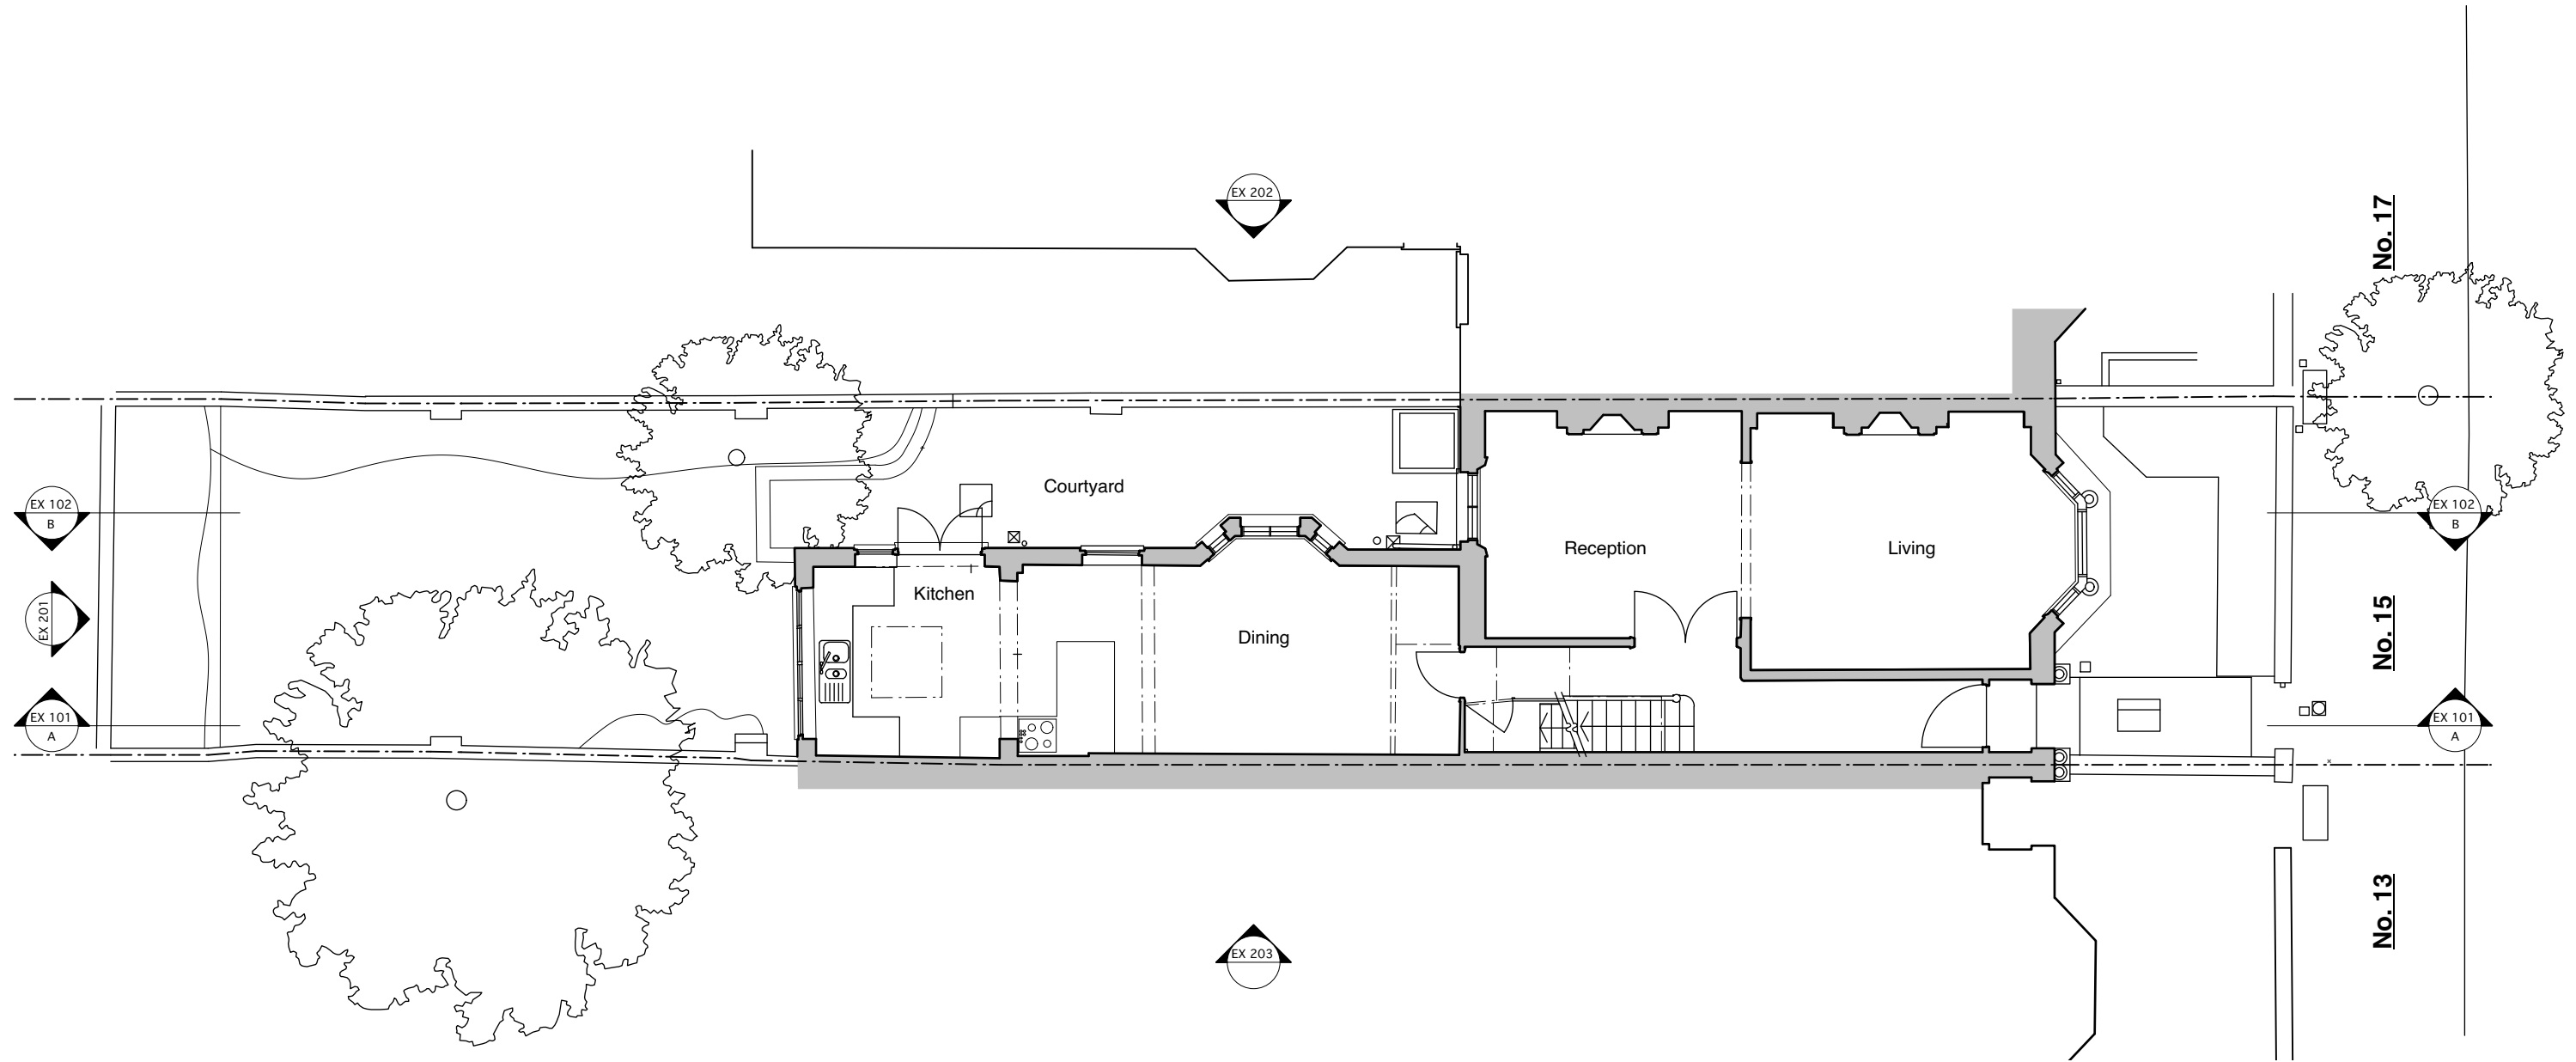 EX 202
No. 17
EX 102
B
Courtyard
EX 102
B
Reception
Living
Kitchen
EX 201
Dining
No. 15
EX 101
A
EX 101
A
No. 13
EX 203